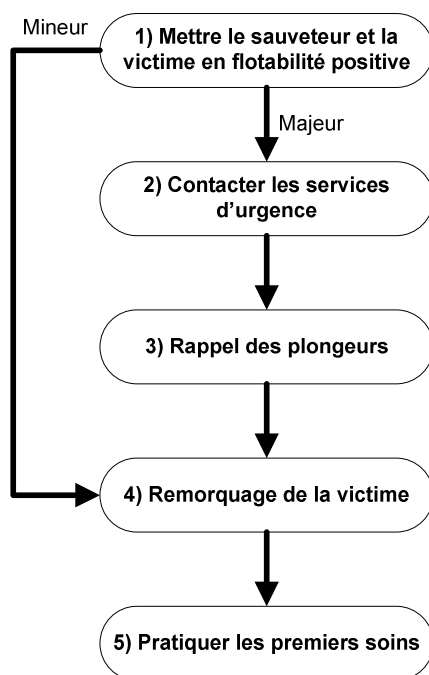 Mineur
1) Mettre le sauveteur et la
victime en flotabilité positive
Majeur
2) Contacter les services
d'urgence
3) Rappel des plongeurs
4) Remorquage de la victime
5) Pratiquer les premiers soins